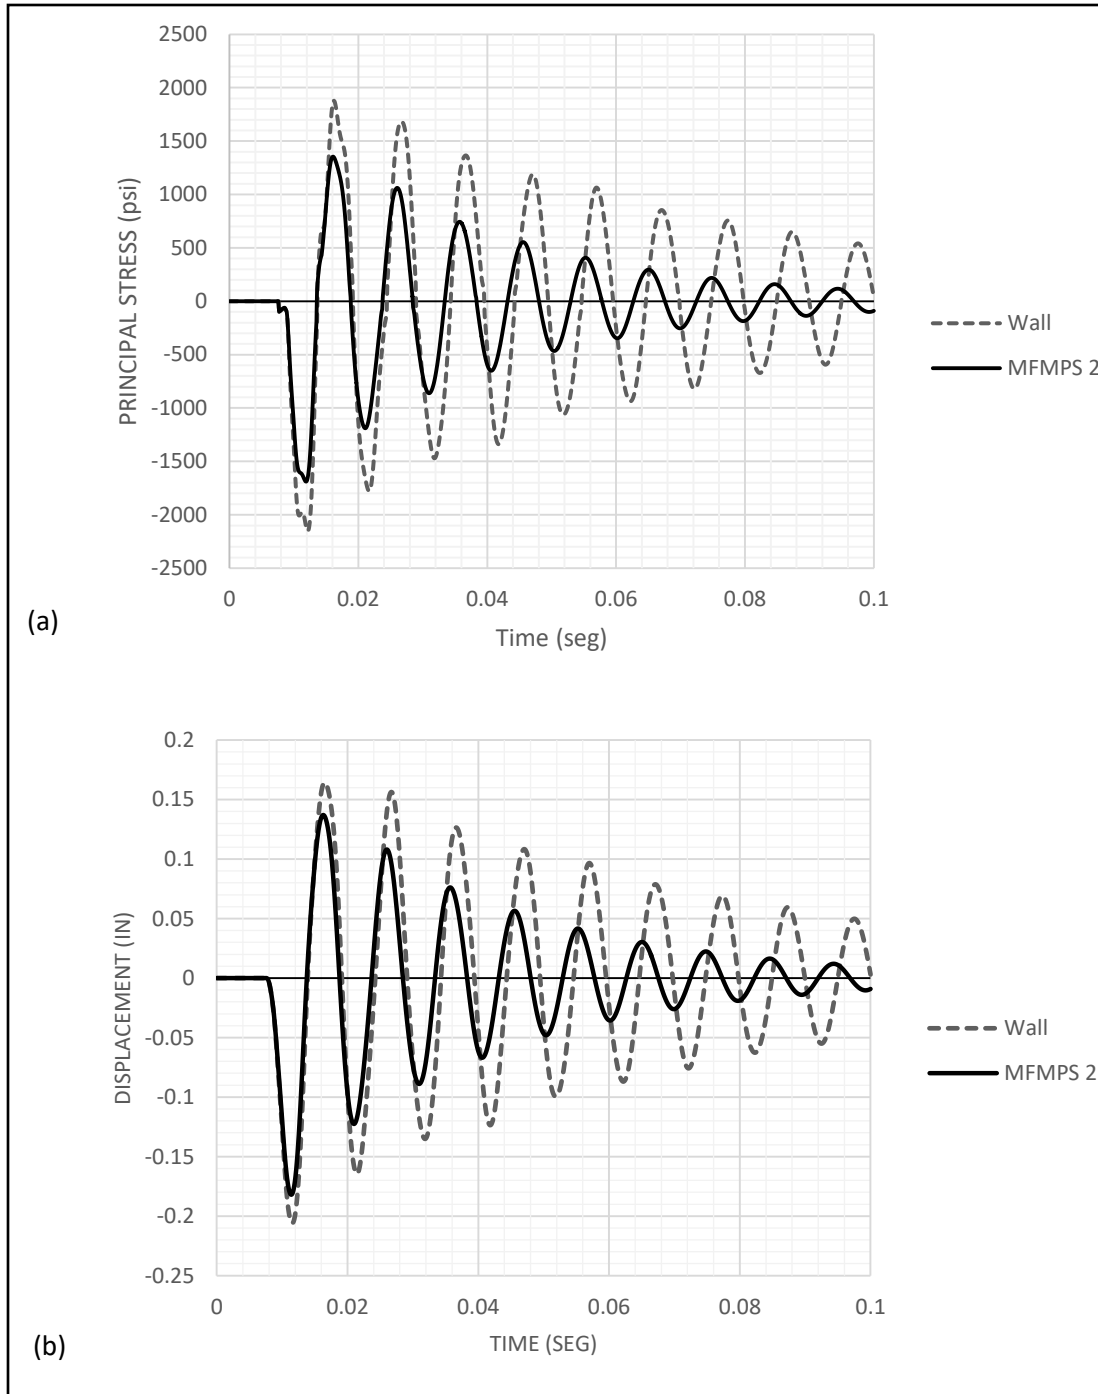 2500
2000
1500
1000
500
0
-500
-1000
-1500
-2000
-2500
PRINCIPAL STRESS (psi)
0 0.02 0.04 0.06 0.08 0.1
Time (seg)
Wall
MFMPS 2
(a)
0.2
0.15
0.1
0.05
0
-0.05
-0.1
-0.15
-0.2
-0.25
DISPLACEMENT (IN)
0 0.02 0.04 0.06 0.08 0.1
TIME (SEG)
Wall
MFMPS 2
(b)